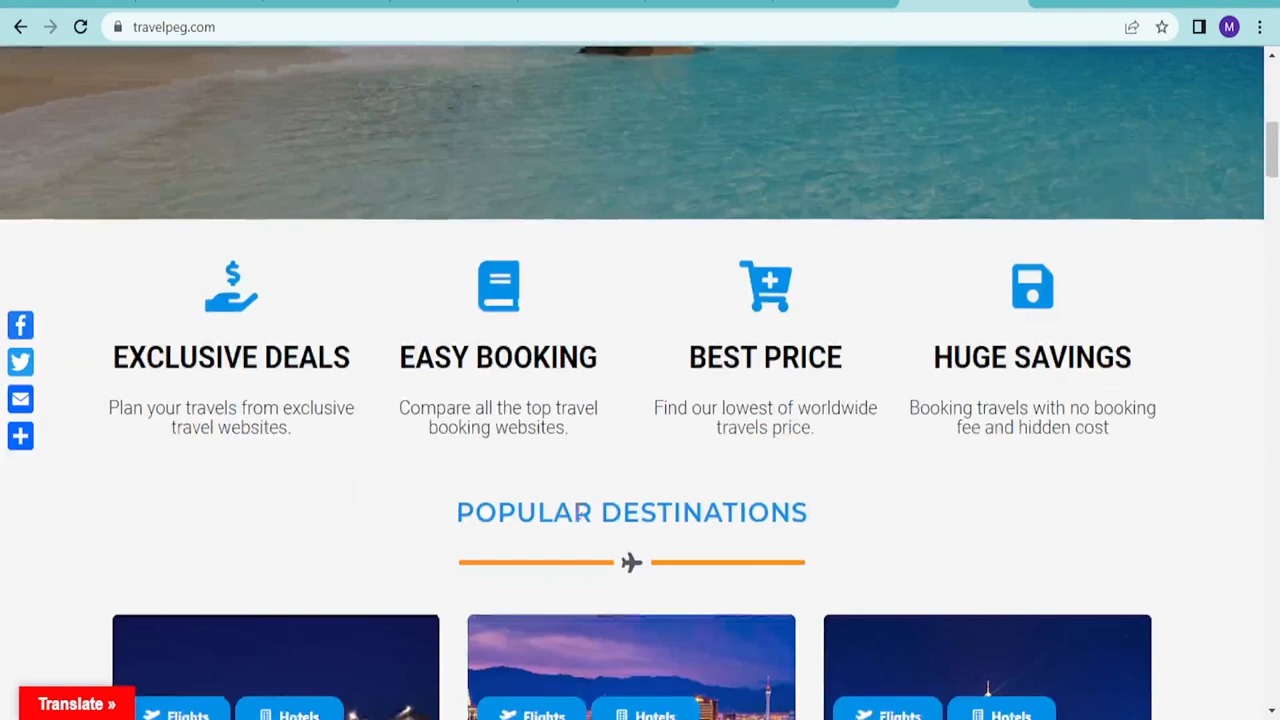 travelpeg.com
M
EXCLUSIVE DEALS
Plan your travels from exclusive
travel websites.
EASY BOOKING
Compare all the top travel
booking websites.
BEST PRICE
Find our lowest of worldwide
travels price.
HUGE SAVINGS
Booking travels with no booking
fee and hidden cost
POPULAR DESTINATIONS
Flights
Hotels
Flights
Hotels
Flights
Hotels
Translate »